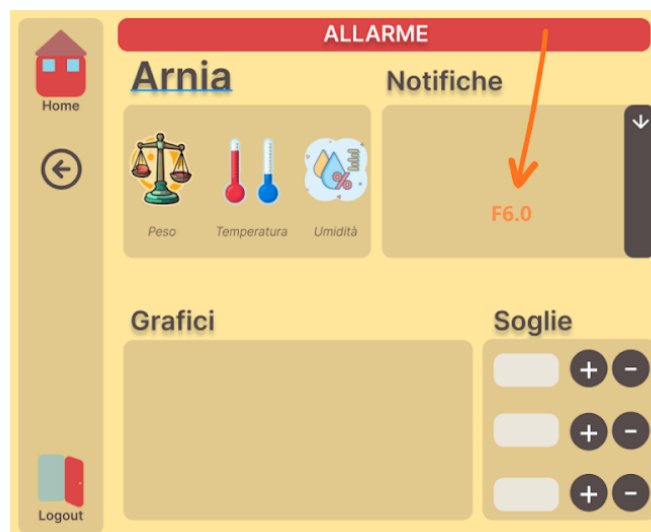 ALLARME
Home
Arnia
Notifiche
Peso
Temperatura
Umidità
%
F6.0
Grafici
Soglie
+
-
+
-
+
-
Logout